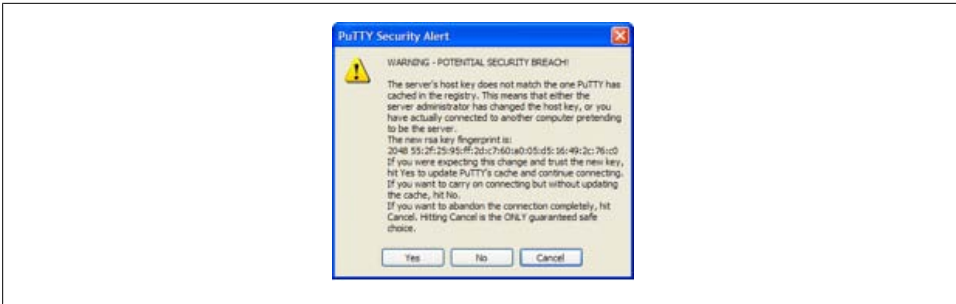 PuTTY Security Alert
WARNING - POTENTIAL SECURITY BREACH!
The server's host key does not match the one PuTTY has
cached in the registry. This means that either the
server administrator has changed the host key, or you
have actually connected to another computer pretending
to be the server.
The new rsa key fingerprint is:
2048 55:2f:25:95:ff:2d:c7:60:a0:05:d5:16:49:2c:76:c0
If you were expecting this change and trust the new key,
hit Yes to update PuTTY's cache and continue connecting.
If you want to carry on connecting but without updating
the cache, hit No.
If you want to abandon the connection completely, hit
Cancel. Hitting Cancel is the ONLY guaranteed safe
choice.
Yes No Cancel